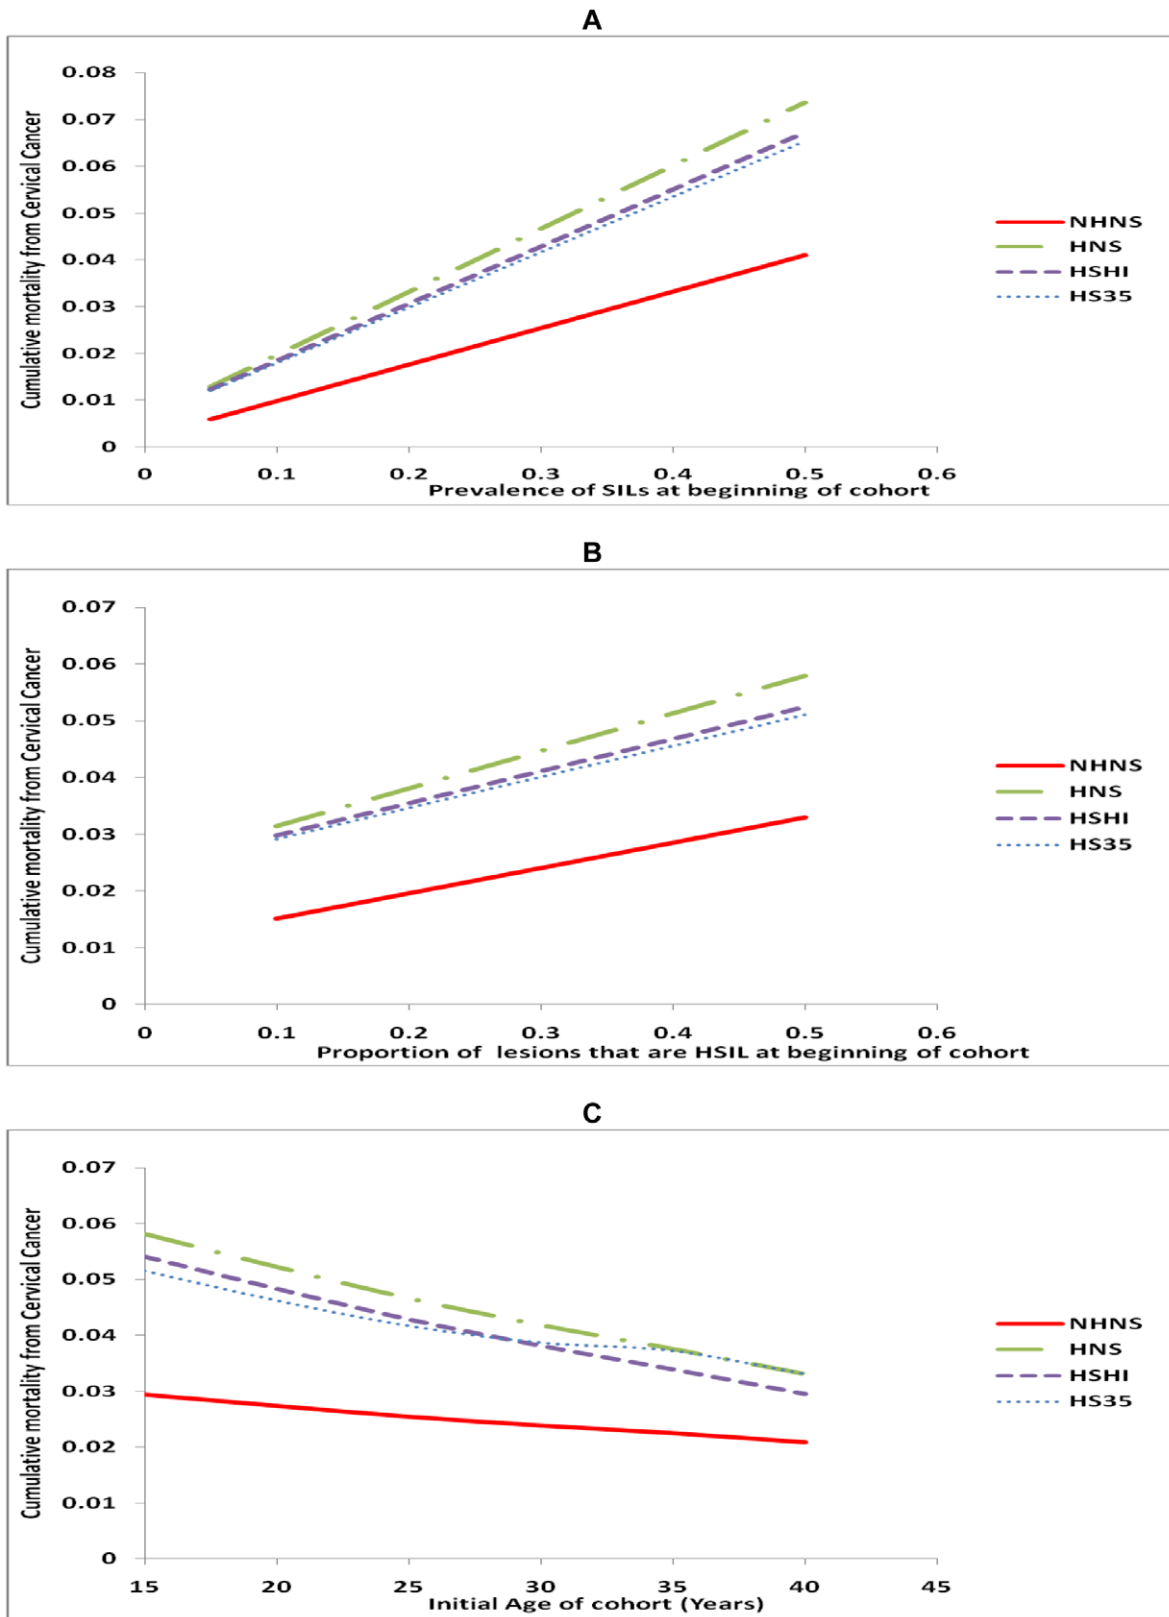 A
Cumulative mortality from Cervical Cancer
0.08
0.07
0.06
0.05
0.04
0.03
0.02
0.01
0
0 0.1 0.2 0.3 0.4 0.5 0.6
Prevalence of SILs at beginning of cohort
NHNS
HNS
HSHI
HS35
B
Cumulative mortality from Cervical Cancer
0.07
0.06
0.05
0.04
0.03
0.02
0.01
0
0 0.1 0.2 0.3 0.4 0.5 0.6
Proportion of lesions that are HSIL at beginning of cohort
NHNS
HNS
HSHI
HS35
C
Cumulative mortality from Cervical Cancer
0.07
0.06
0.05
0.04
0.03
0.02
0.01
0
15 20 25 30 35 40 45
Initial Age of cohort (Years)
NHNS
HNS
HSHI
HS35